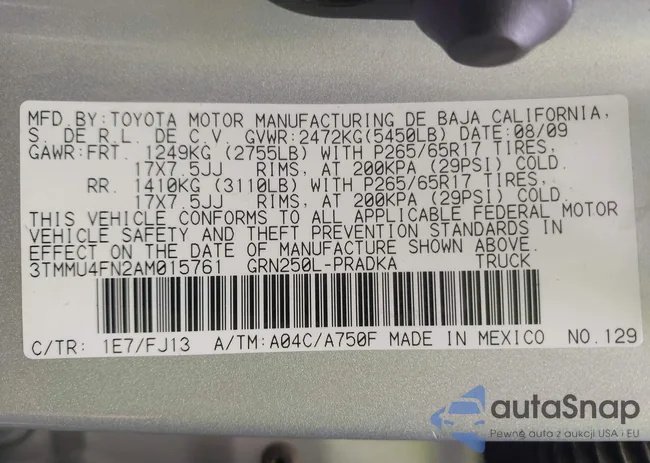 MFD.BY:TOYOTA MOTOR MANUFACTURING DE BAJA CALIFORNIA,
S. DE R.L. DE C.V. GVWR:2472KG(5450LB) DATE:08/09
GAWR:FRT. 1249KG (2755LB) WITH P265/65R17 TIRES,
17X7.5JJ RIMS, AT 200KPA (29PSI) COLD.
RR. 1410KG (3110LB) WITH P265/65R17 TIRES,
17X7.5JJ RIMS, AT 200KPA (29PSI) COLD.
THIS VEHICLE CONFORMS TO ALL APPLICABLE FEDERAL MOTOR
VEHICLE SAFETY AND THEFT PREVENTION STANDARDS IN
EFFECT ON THE DATE OF MANUFACTURE SHOWN ABOVE.
3TMMU4FN2AM015761 GRN250L-PRADKA TRUCK
C/TR: 1E7/FJ13 A/TM:A04C/A750F MADE IN MEXICO NO.129
autaSnap
Pewne auta z aukcji USA i EU